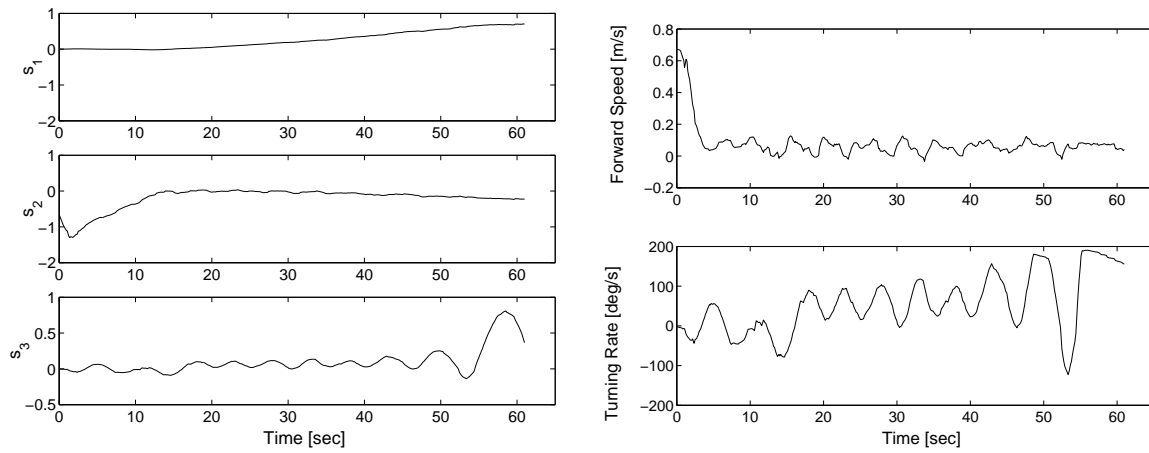 1
0
−1
−2
s1
0 10 20 30 40 50 60
1
0
−1
−2
s2
0 10 20 30 40 50 60
1
0.5
0
−0.5
s3
0 10 20 30 40 50 60
Time [sec]
0.8
0.6
0.4
0.2
0
−0.2
Forward Speed [m/s]
0 10 20 30 40 50 60
200
100
0
−100
−200
Turning Rate [deg/s]
0 10 20 30 40 50 60
Time [sec]